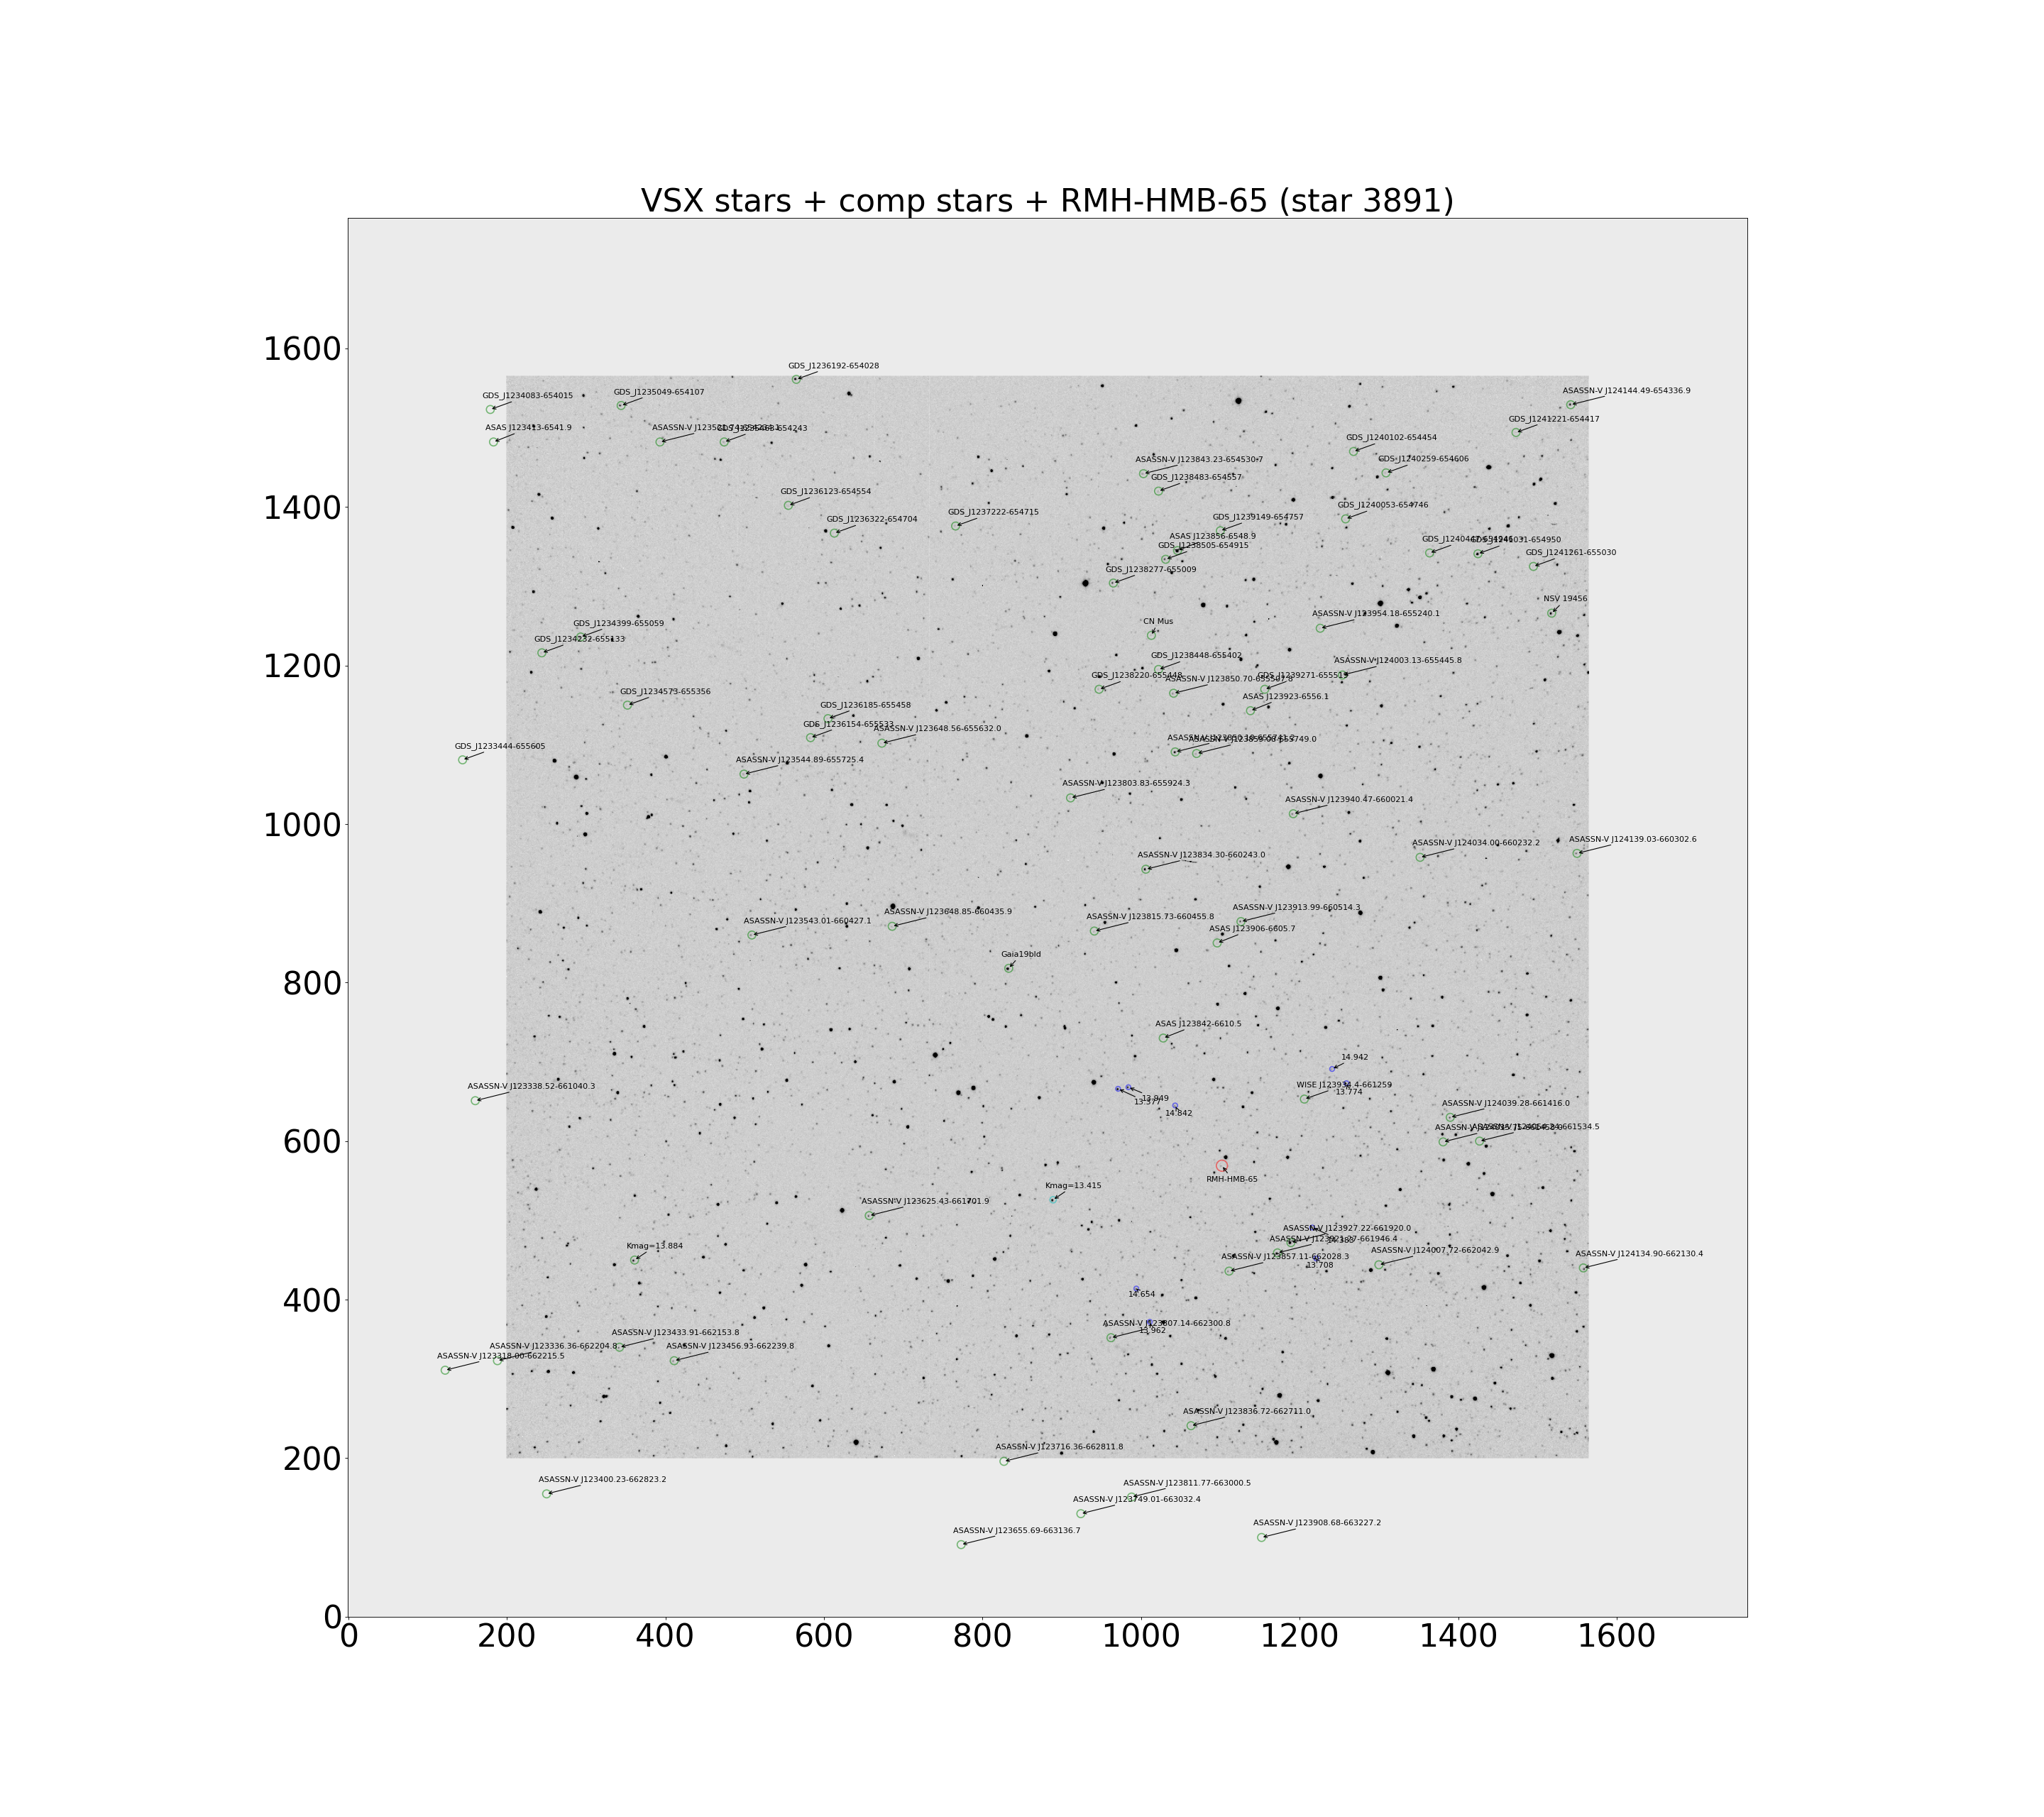 VSX stars + comp stars + RMH-HMB-65 (star 3891)
1600
GDS_J1236192-654028
GDS_J1234083-654015
GDS_J1235049-654107
ASASSN-V J124144.49-654336.9
GDS_J1241221-654417
GDS_J1240102-654454
ASASSN-V J123843.23-654530.7
GDS_J1240259-654606
GDS_J1238483-654557
GDS_J1236123-654554
1400
GDS_J1240053-654746
GDS_J1237222-654715
GDS_J1236322-654704
GDS_J1239149-654757
ASAS J123856-6548.9
GDS_J1238505-654915
GDS_J1241261-655030
GDS_J1238277-655009
NSV 19456
ASASSN-V J123954.18-655240.1
CN Mus
GDS_J1234399-655059
1200
GDS_J1238448-655402
ASASSN-V J124003.13-655445.8
GDS_J1234573-655356
ASAS J123923-6556.1
GDS_J1236185-655458
GDS_J1236154-655533
ASASSN-V J123648.56-655632.0
GDS_J1233444-655605
ASASSN-V J123544.89-655725.4
ASASSN-V J123803.83-655924.3
ASASSN-V J123940.47-660021.4
1000
ASASSN-V J124034.00-660232.2
ASASSN-V J124139.03-660302.6
ASASSN-V J123834.30-660243.0
ASASSN-V J123648.85-660435.9
ASASSN-V J123913.99-660514.3
ASASSN-V J123543.01-660427.1
ASASSN-V J123815.73-660455.8
ASAS J123906-6605.7
Gaia19bld
800
ASAS J123842-6610.5
14.942
ASASSN-V J123338.52-661040.3
WISE J123934.4-661259
13.774
14.842
ASASSN-V J124039.28-661416.0
600
RMH-HMB-65
Kmag=13.415
ASASSN-V J123625.43-661701.9
ASASSN-V J123927.22-661920.0
Kmag=13.884
ASASSN-V J123857.11-662028.3
13.708
ASASSN-V J124007.72-662042.9
ASASSN-V J124134.90-662130.4
400
14.654
ASASSN-V J123807.14-662300.8
13.962
ASASSN-V J123433.91-662153.8
ASASSN-V J123336.36-662204.8
ASASSN-V J123456.93-662239.8
ASASSN-V J123318.00-662215.5
ASASSN-V J123836.72-662711.0
200
ASASSN-V J123716.36-662811.8
ASASSN-V J123400.23-662823.2
ASASSN-V J123811.77-663000.5
ASASSN-V J123749.01-663032.4
ASASSN-V J123655.69-663136.7
ASASSN-V J123908.68-663227.2
0
0 200 400 600 800 1000 1200 1400 1600